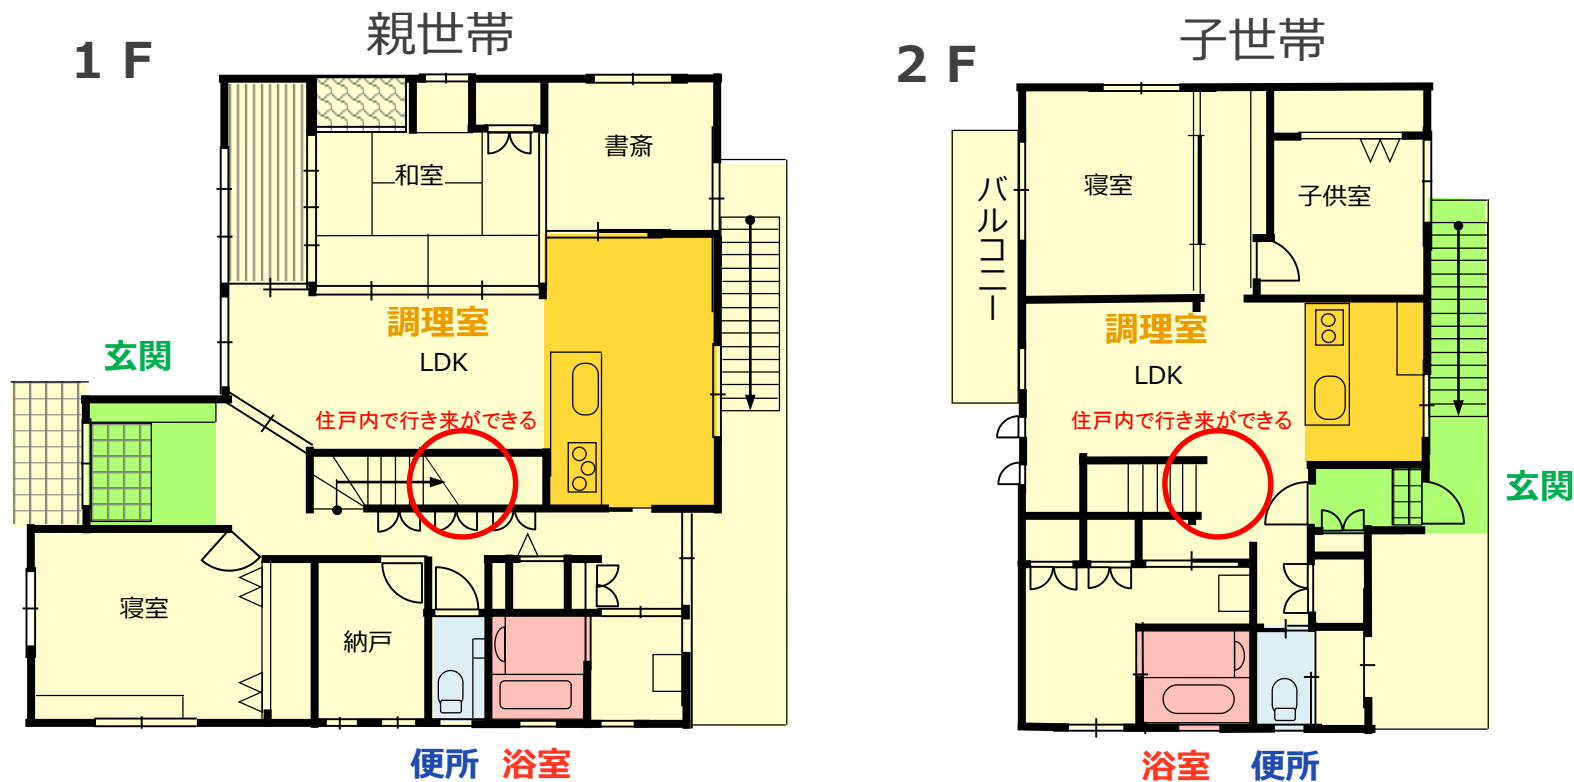 1 F
親世帯
書斎
和室
調理室
LDK
玄関
住戸内で行き来ができる
寝室
納戸
便所
浴室
2 F
子世帯
バルコニー
寝室
子供室
調理室
LDK
住戸内で行き来ができる
玄関
浴室
便所